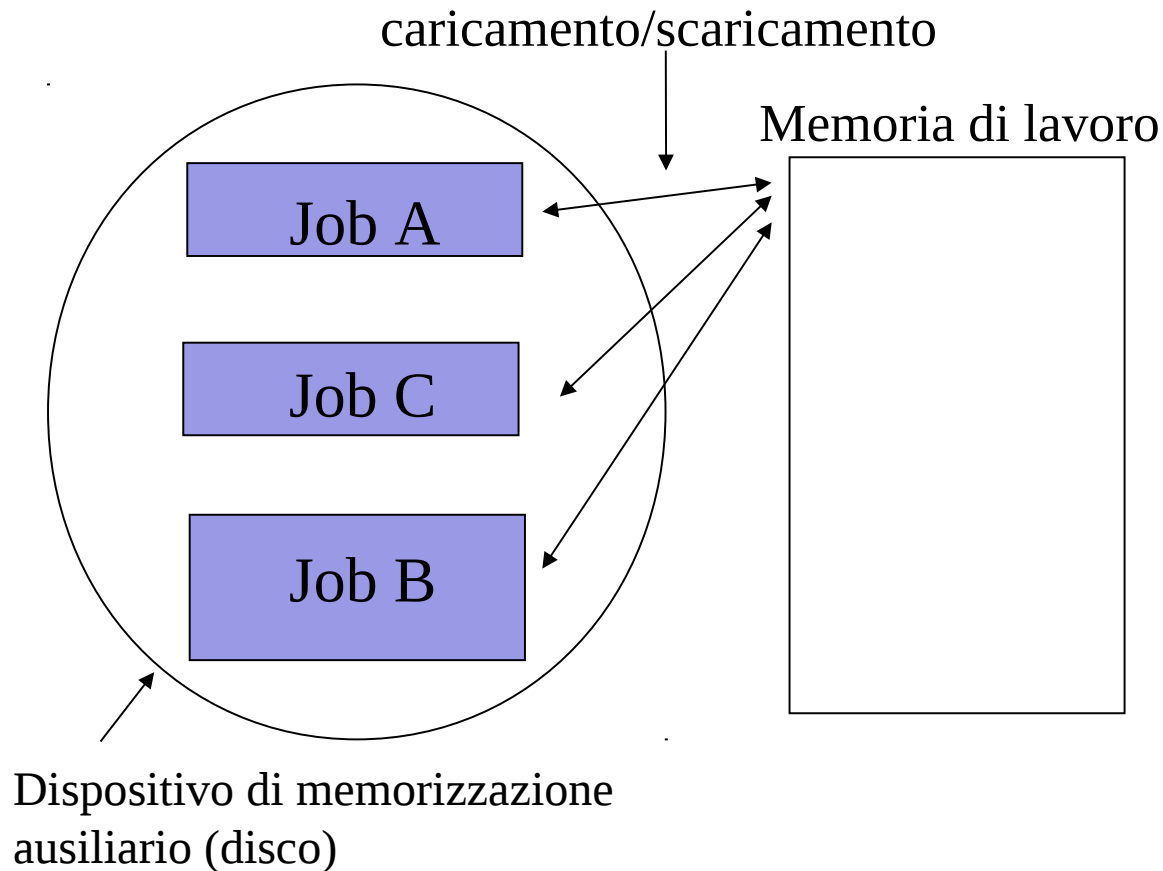 caricamento/scaricamento
Memoria di lavoro
Job A
Job C
Job B
Dispositivo di memorizzazione
ausiliario (disco)